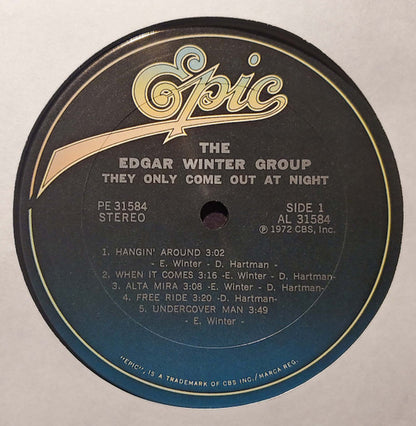 Epic
THE
EDGAR WINTER GROUP
THEY ONLY COME OUT AT NIGHT
PE 31584 SIDE 1
STEREO AL 31584
℗ 1972 CBS, Inc.
1. HANGIN' AROUND 3:02
- E. Winter - D. Hartman -
2. WHEN IT COMES 3:16 -E. Winter - D. Hartman-
3. ALTA MIRA 3:08 -E. Winter - D. Hartman-
4. FREE RIDE 3:20 -D. Hartman-
5. UNDERCOVER MAN 3:49
- E. Winter -
"EPIC", IS A TRADEMARK OF CBS INC./MARCA REG.